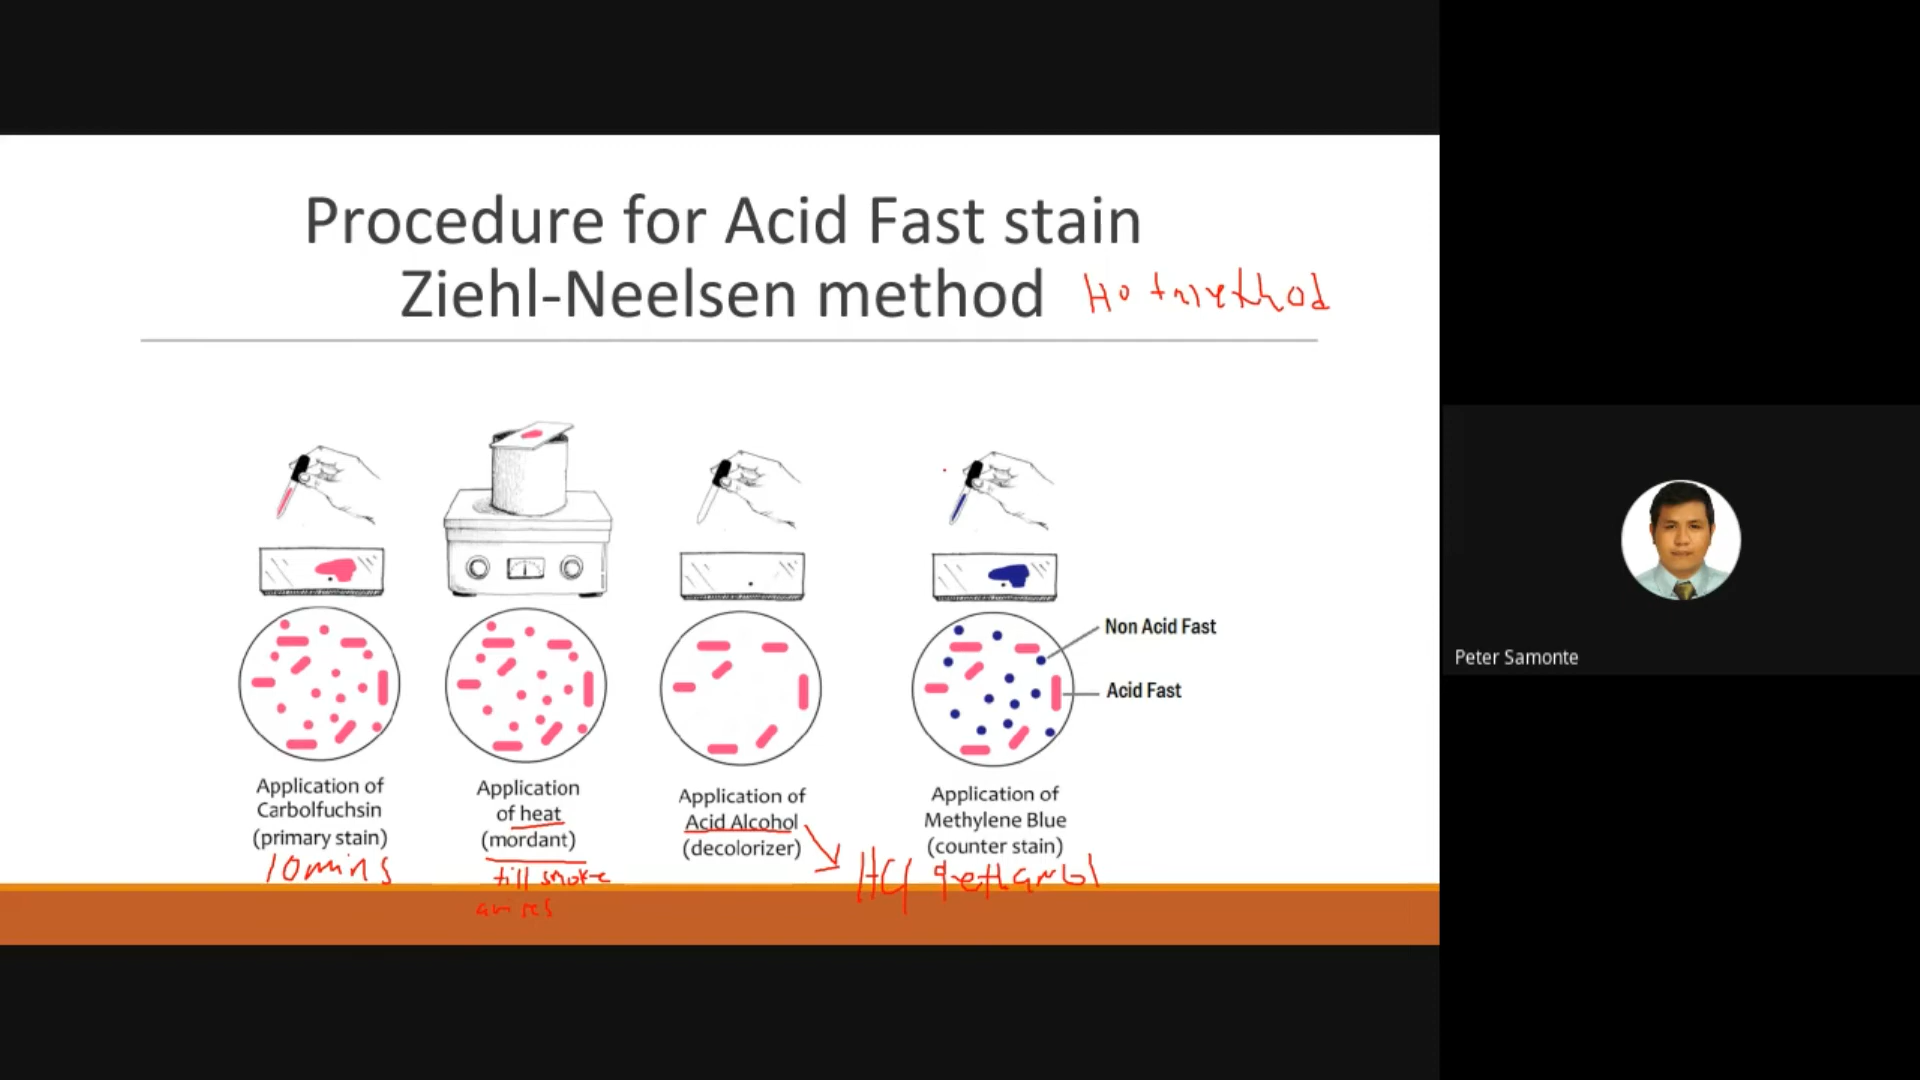 Procedure for Acid Fast stain
Ziehl-Neelsen method Hot method
Non Acid Fast
Acid Fast
Application of
Carbolfuchsin
(primary stain)
10 mins
Application
of heat
(mordant)
till smoke
Application of
Acid Alcohol
(decolorizer)
HCl & ethanol
Application of
Methylene Blue
(counter stain)
Peter Samonte